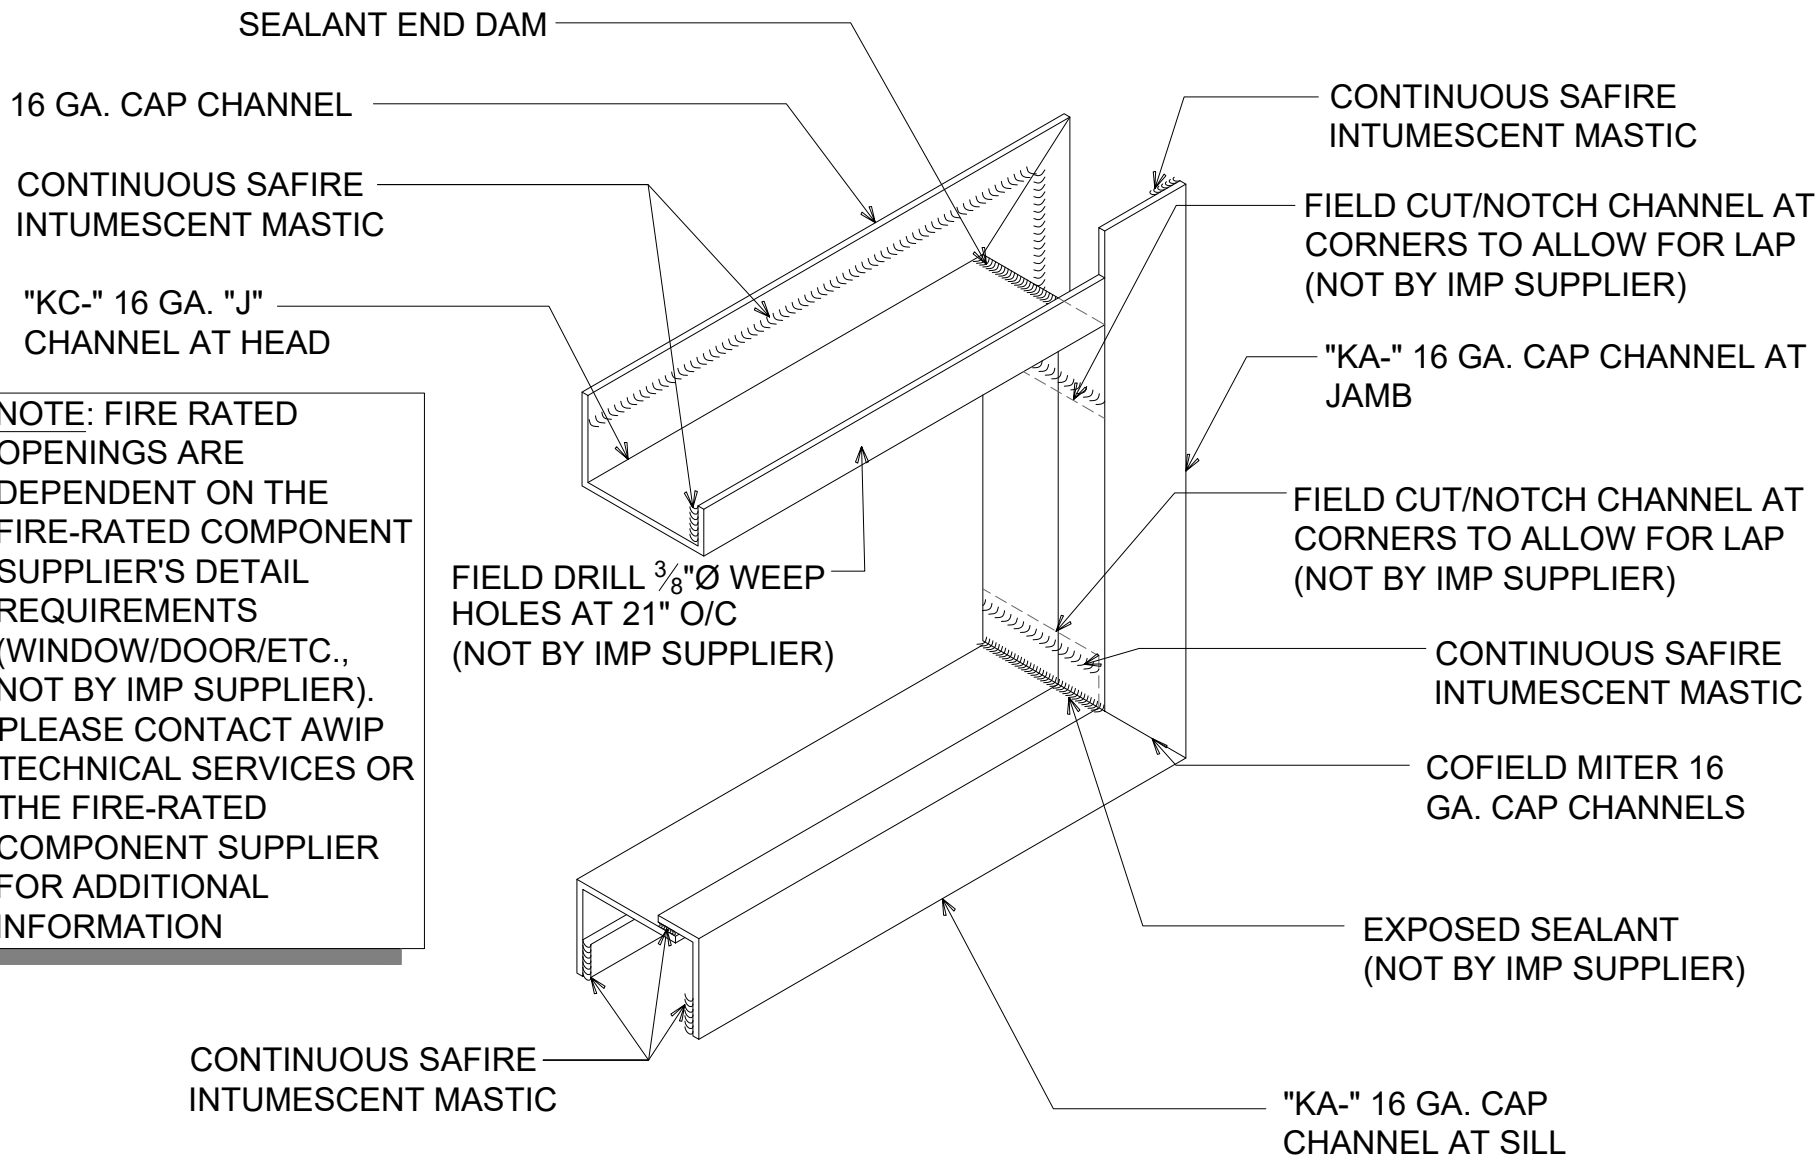 SEALANT END DAM
16 GA. CAP CHANNEL
CONTINUOUS SAFIRE
INTUMESCENT MASTIC
"KC-" 16 GA. "J"
CHANNEL AT HEAD
NOTE: FIRE RATED
OPENINGS ARE
DEPENDENT ON THE
FIRE-RATED COMPONENT
SUPPLIER'S DETAIL
REQUIREMENTS
(WINDOW/DOOR/ETC.,
NOT BY IMP SUPPLIER).
PLEASE CONTACT AWIP
TECHNICAL SERVICES OR
THE FIRE-RATED
COMPONENT SUPPLIER
FOR ADDITIONAL
INFORMATION
FIELD DRILL 3/8"Ø WEEP
HOLES AT 21" O/C
(NOT BY IMP SUPPLIER)
CONTINUOUS SAFIRE
INTUMESCENT MASTIC
CONTINUOUS SAFIRE
INTUMESCENT MASTIC
FIELD CUT/NOTCH CHANNEL AT
CORNERS TO ALLOW FOR LAP
(NOT BY IMP SUPPLIER)
"KA-" 16 GA. CAP CHANNEL AT
JAMB
FIELD CUT/NOTCH CHANNEL AT
CORNERS TO ALLOW FOR LAP
(NOT BY IMP SUPPLIER)
CONTINUOUS SAFIRE
INTUMESCENT MASTIC
COFIELD MITER 16
GA. CAP CHANNELS
EXPOSED SEALANT
(NOT BY IMP SUPPLIER)
"KA-" 16 GA. CAP
CHANNEL AT SILL